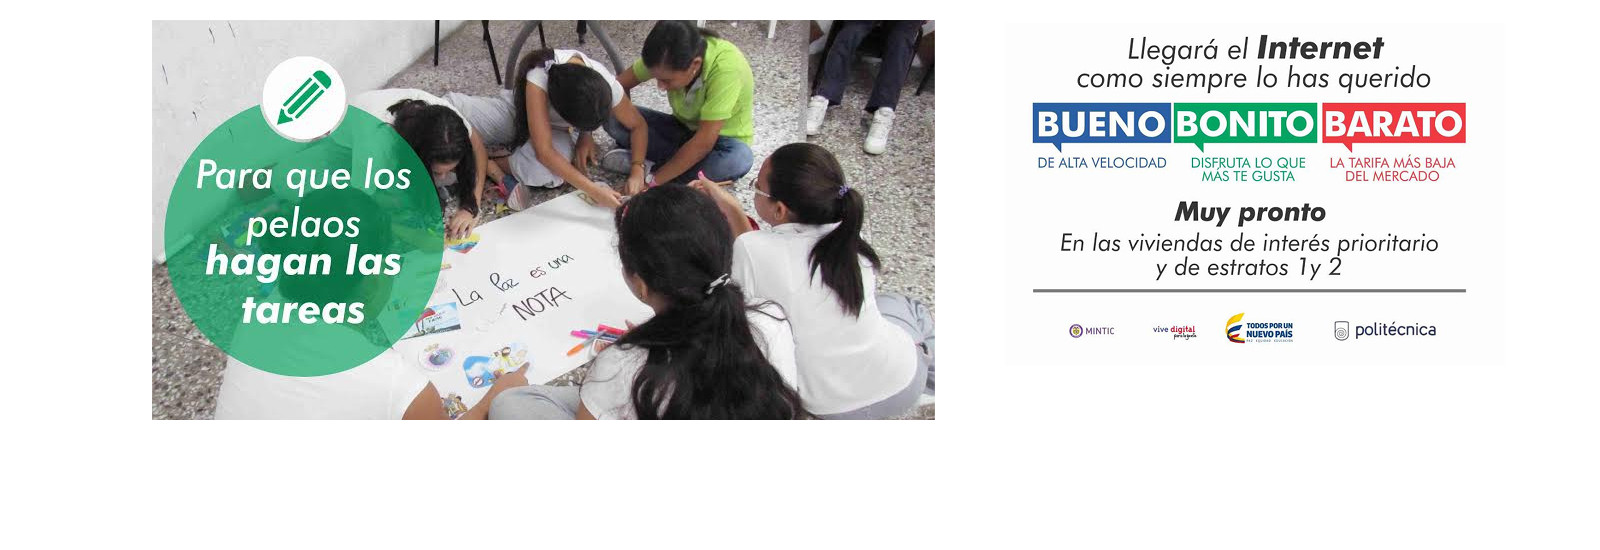 Para que los
pelaos
hagan las
tareas
La Paz es una
NOTA
Llegará el Internet
como siempre lo has querido
BUENO BONITO BARATO
DE ALTA VELOCIDAD
DISFRUTA LO QUE
MÁS TE GUSTA
LA TARIFA MÁS BAJA
DEL MERCADO
Muy pronto
En las viviendas de interés prioritario
y de estratos 1y 2
MINTIC
vive digital
TODOS POR UN
NUEVO PAÍS
PAZ EQUIDAD EDUCACIÓN
politécnica